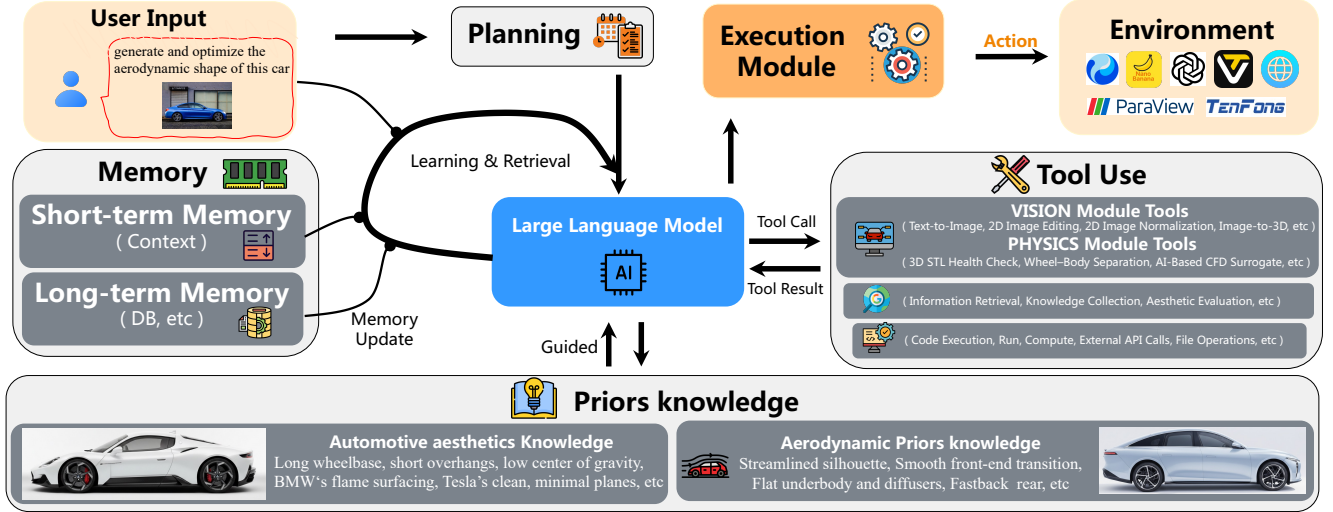 User Input
generate and optimize the
aerodynamic shape of this car
Planning
Execution
Module
Action
Environment
Nano
Banana
ParaView
TENFONG
Memory
Short-term Memory
( Context )
Long-term Memory
( DB, etc )
Learning & Retrieval
Memory
Update
Large Language Model
AI
Tool Call
Tool Result
Guided
Tool Use
VISION Module Tools
( Text-to-Image, 2D Image Editing, 2D Image Normalization, Image-to-3D, etc )
PHYSICS Module Tools
( 3D STL Health Check, Wheel–Body Separation, AI-Based CFD Surrogate, etc )
( Information Retrieval, Knowledge Collection, Aesthetic Evaluation, etc )
( Code Execution, Run, Compute, External API Calls, File Operations, etc )
Priors knowledge
Automotive aesthetics Knowledge
Long wheelbase, short overhangs, low center of gravity,
BMW‘s flame surfacing, Tesla’s clean, minimal planes, etc
Aerodynamic Priors knowledge
Streamlined silhouette, Smooth front-end transition,
Flat underbody and diffusers, Fastback rear, etc